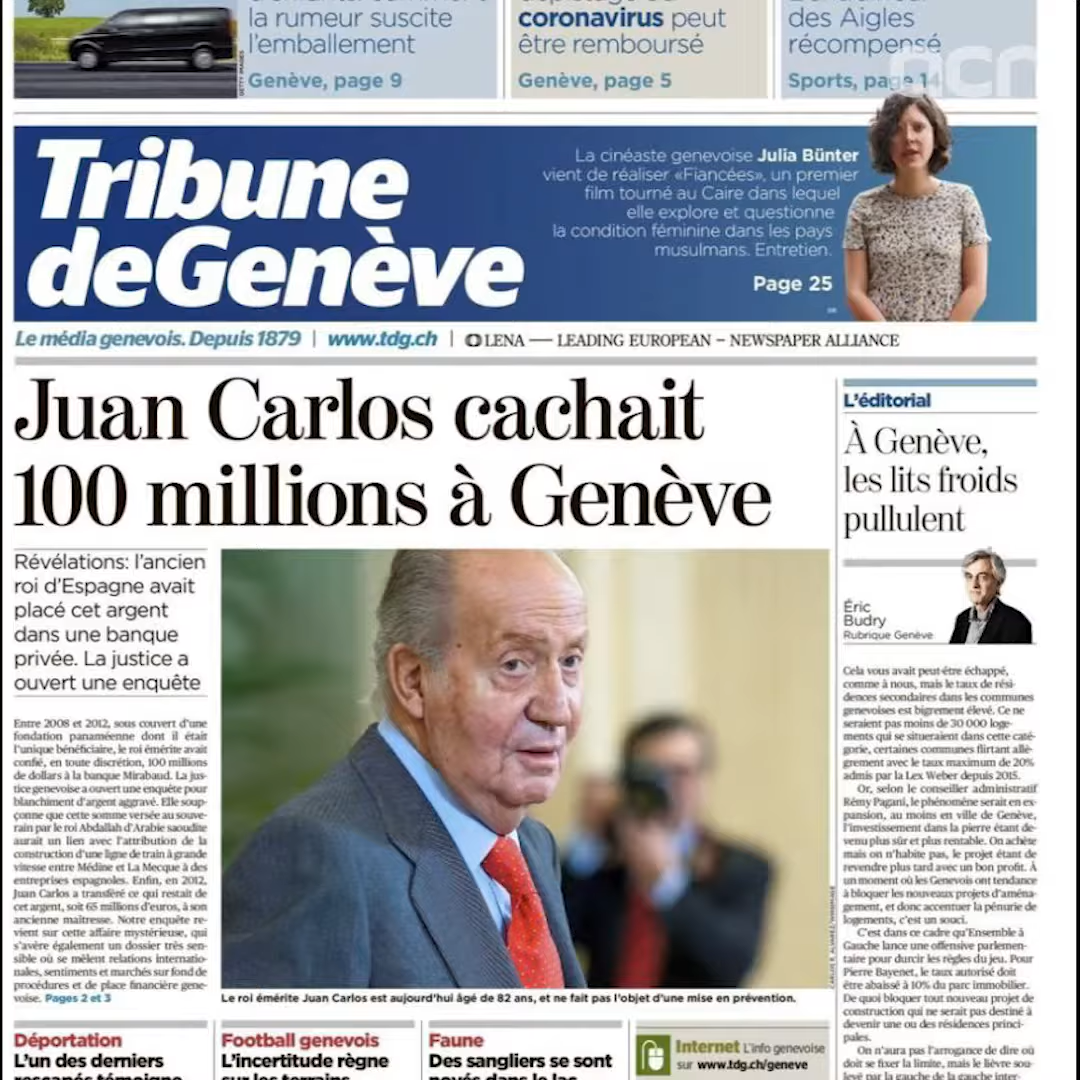 la rumeur suscite
l'emballement
Genève, page 9
coronavirus peut
être remboursé
Genève, page 5
des Aigles
récompensé
Sports, page 14
acn
GETTY IMAGES
Tribune
deGenève
La cinéaste genevoise Julia Bünter
vient de réaliser «Fiancées», un premier
film tourné au Caire dans lequel
elle explore et questionne
la condition féminine dans les pays
musulmans. Entretien.
Page 25
Le média genevois. Depuis 1879 | www.tdg.ch | LENA — LEADING EUROPEAN – NEWSPAPER ALLIANCE
Juan Carlos cachait
100 millions à Genève
Révélations: l'ancien
roi d'Espagne avait
placé cet argent
dans une banque
privée. La justice a
ouvert une enquête
Entre 2008 et 2012, sous couvert d'une
fondation panaméenne dont il était
l'unique bénéficiaire, le roi émérite avait
confié, en toute discrétion, 100 millions
de dollars à la banque Mirabaud. La jus-
tice genevoise a ouvert une enquête pour
blanchiment d'argent aggravé. Elle soup-
çonne que cette somme versée au souve-
rain par le roi Abdallah d'Arabie saoudite
aurait un lien avec l'attribution de la
construction d'une ligne de train à grande
vitesse entre Médine et La Mecque à des
entreprises espagnoles. Enfin, en 2012,
Juan Carlos a transféré ce qui restait de
cet argent, soit 65 millions d'euros, à son
ancienne maîtresse. Notre enquête re-
vient sur cette affaire mystérieuse, qui
s'avère également un dossier très sen-
sible où se mêlent relations internatio-
nales, sentiments et marchés sur fond de
procédures et de place financière gene-
voise. Pages 2 et 3
Le roi émérite Juan Carlos est aujourd'hui âgé de 82 ans, et ne fait pas l'objet d'une mise en prévention.
L'éditorial
À Genève,
les lits froids
pullulent
Éric
Budry
Rubrique Genève
Cela vous avait peut-être échappé,
comme à nous, mais le taux de rési-
dences secondaires dans les communes
genevoises est bigrement élevé. Ce ne
seraient pas moins de 30 000 loge-
ments qui se situeraient dans cette caté-
gorie, certaines communes flirtant allé-
grement avec le taux maximum de 20%
admis par la Lex Weber depuis 2015.
Or, selon le conseiller administratif
Rémy Pagani, le phénomène serait en ex-
pansion, au moins en ville de Genève,
l'investissement dans la pierre étant de-
venu plus sûr et plus rentable. On achète
mais on n'habite pas, le projet étant de
revendre plus tard avec un bon profit. À
un moment où les Genevois ont tendance
à bloquer les nouveaux projets d'aména-
gement, et donc accentuer la pénurie de
logements, c'est un souci.
C'est dans ce cadre qu'Ensemble à
Gauche lance une offensive parlemen-
taire pour durcir les règles du jeu. Pour
Pierre Bayenet, le taux autorisé doit
être abaissé à 10% du parc immobilier.
De quoi bloquer tout nouveau projet de
construction qui ne serait pas destiné à
devenir une ou des résidences princi-
pales.
On n'aura pas l'arrogance de dire où
doit se fixer la limite, mais le lièvre sou-
levé par la gauche de la gauche inter-
Déportation
L'un des derniers
rescapés témoigne
Football genevois
L'incertitude règne
sur les terrains
Faune
Des sangliers se sont
noyés dans le lac
Internet L'info genevoise
sur www.tdg.ch/geneve